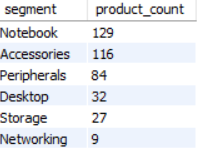 segment product_count
Notebook 129
Accessories 116
Peripherals 84
Desktop 32
Storage 27
Networking 9